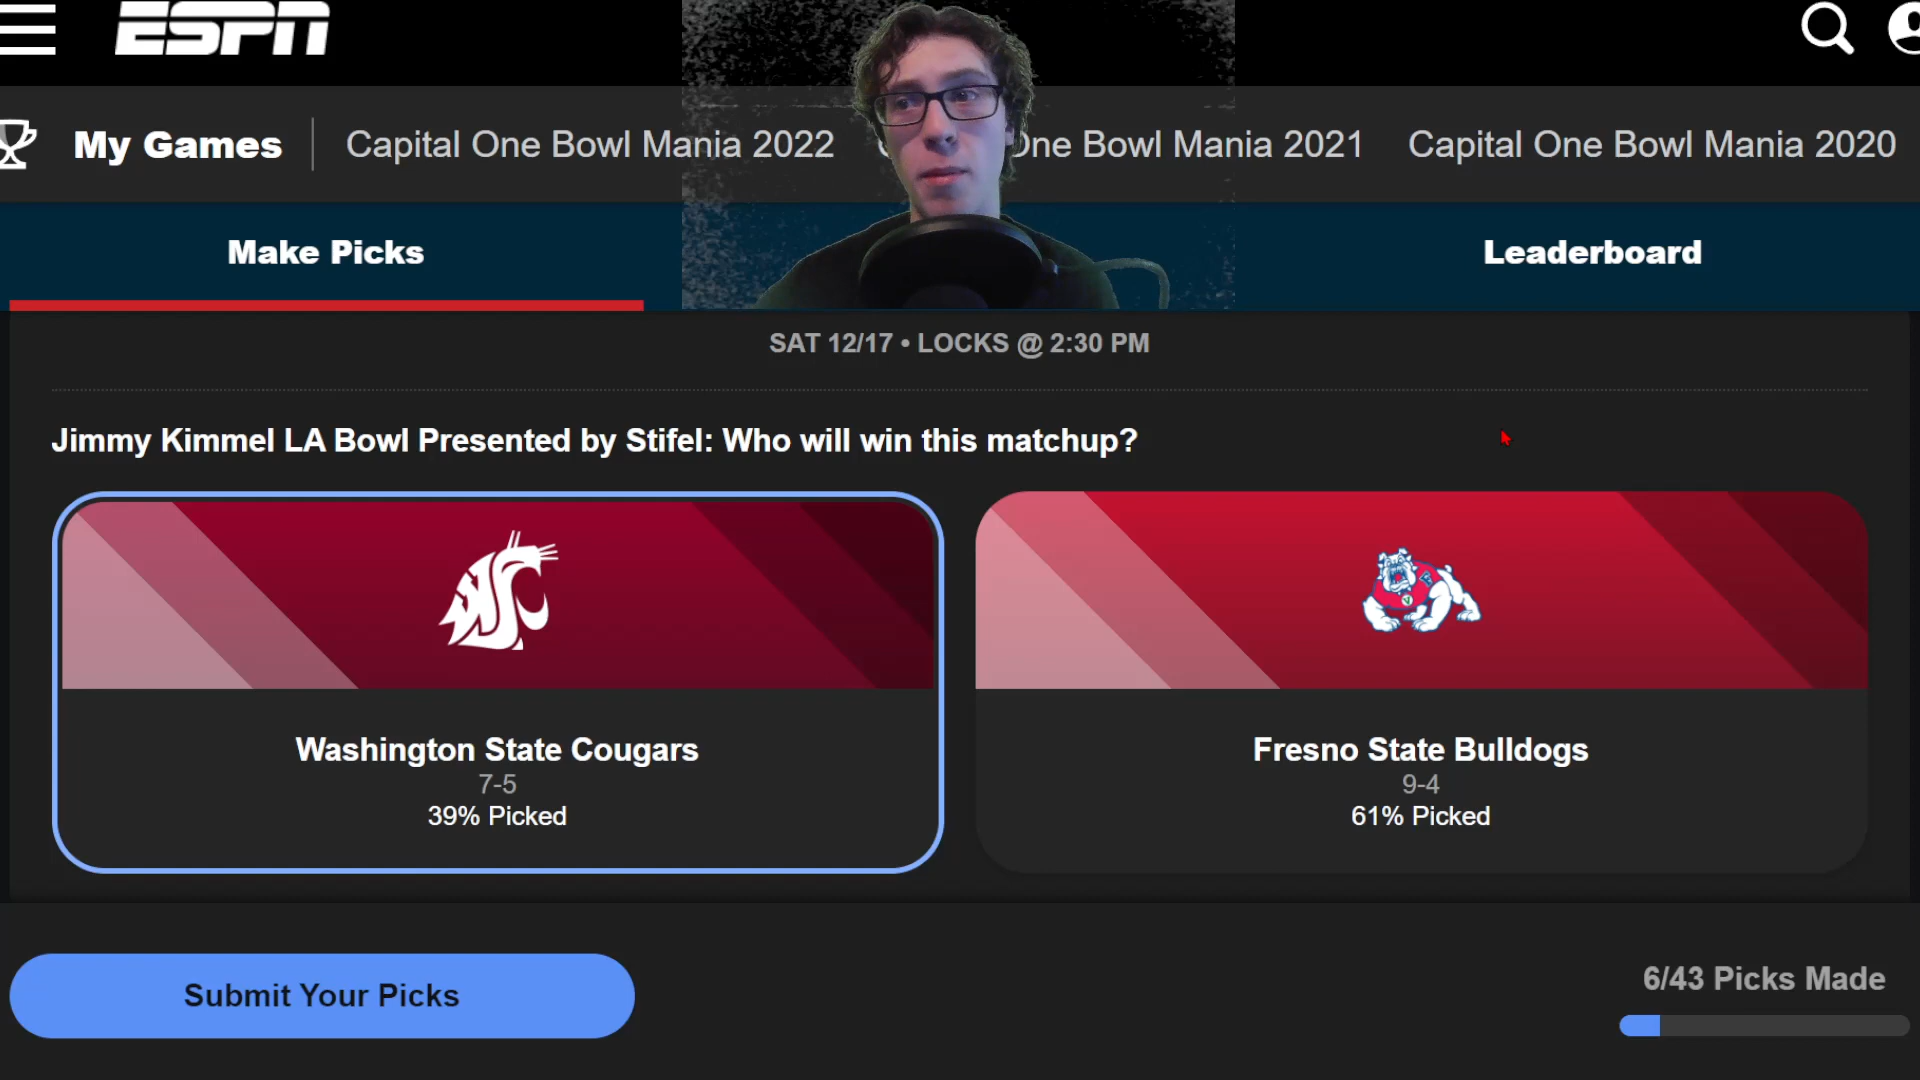 ESPN
My Games
Capital One Bowl Mania 2022
One Bowl Mania 2021
Capital One Bowl Mania 2020
Make Picks
Leaderboard
SAT 12/17 • LOCKS @ 2:30 PM
Jimmy Kimmel LA Bowl Presented by Stifel: Who will win this matchup?
Washington State Cougars
7-5
39% Picked
Fresno State Bulldogs
9-4
61% Picked
Submit Your Picks
6/43 Picks Made